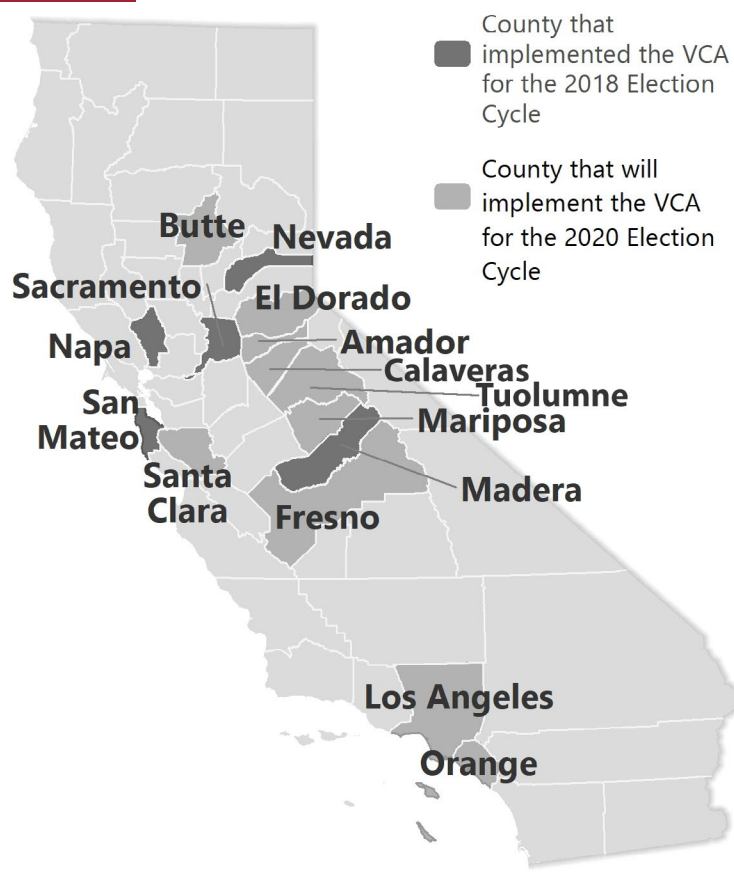 County that
implemented the VCA
for the 2018 Election
Cycle
County that will
implement the VCA
for the 2020 Election
Cycle
Butte
Nevada
Sacramento
El Dorado
Napa
Amador
Calaveras
Tuolumne
San
Mateo
Mariposa
Santa
Clara
Madera
Fresno
Los Angeles
Orange